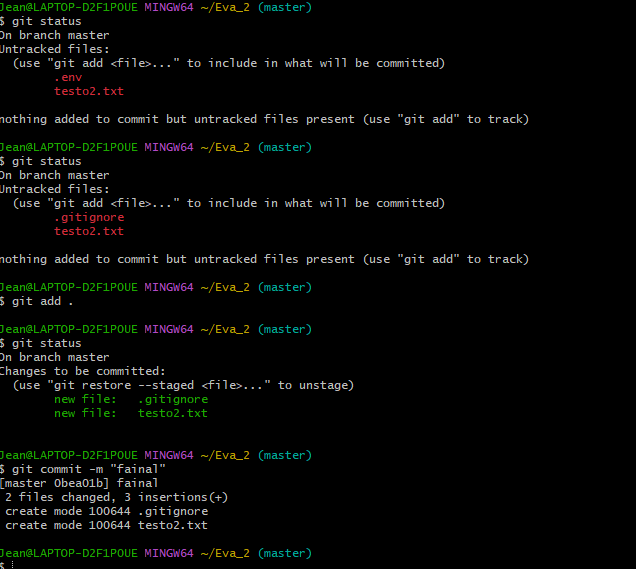 Jean@LAPTOP-D2F1POUE MINGW64 ~/Eva_2 (master)
$ git status
On branch master
Untracked files:
  (use "git add <file>..." to include in what will be committed)
        .env
        testo2.txt

nothing added to commit but untracked files present (use "git add" to track)

Jean@LAPTOP-D2F1POUE MINGW64 ~/Eva_2 (master)
$ git status
On branch master
Untracked files:
  (use "git add <file>..." to include in what will be committed)
        .gitignore
        testo2.txt

nothing added to commit but untracked files present (use "git add" to track)

Jean@LAPTOP-D2F1POUE MINGW64 ~/Eva_2 (master)
$ git add .

Jean@LAPTOP-D2F1POUE MINGW64 ~/Eva_2 (master)
$ git status
On branch master
Changes to be committed:
  (use "git restore --staged <file>..." to unstage)
        new file:   .gitignore
        new file:   testo2.txt


Jean@LAPTOP-D2F1POUE MINGW64 ~/Eva_2 (master)
$ git commit -m "fainal"
[master 0bea01b] fainal
 2 files changed, 3 insertions(+)
 create mode 100644 .gitignore
 create mode 100644 testo2.txt

Jean@LAPTOP-D2F1POUE MINGW64 ~/Eva_2 (master)
$